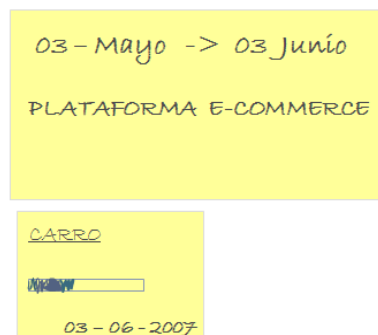 03 - Mayo -> 03 Junio
PLATAFORMA E-COMMERCE
CARRO
03 - 06 - 2007